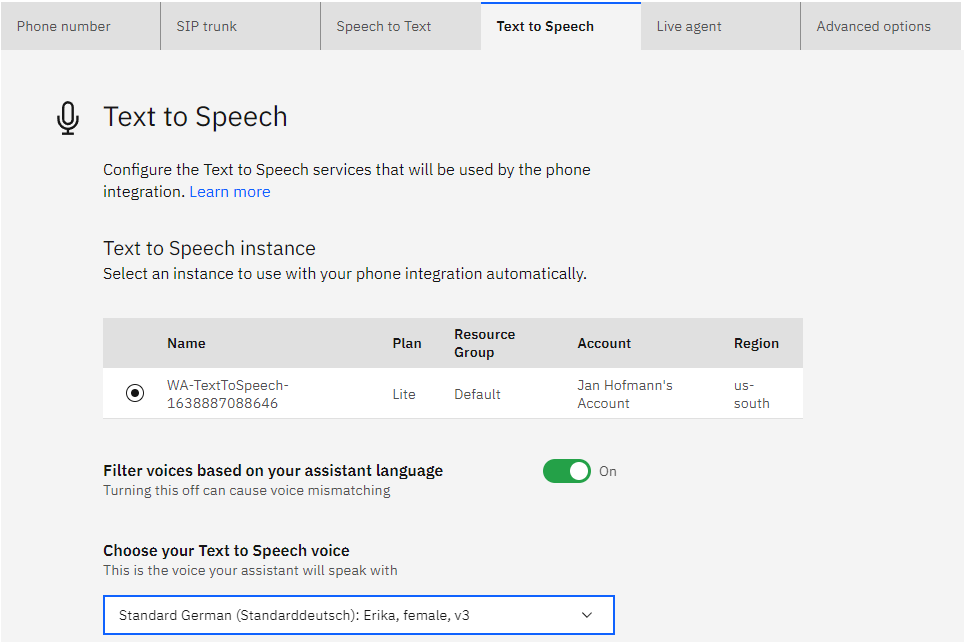 Phone number
SIP trunk
Speech to Text
Text to Speech
Live agent
Advanced options
Text to Speech
Configure the Text to Speech services that will be used by the phone
integration. Learn more
Text to Speech instance
Select an instance to use with your phone integration automatically.
Name
Plan
Resource
Group
Account
Region
WA-TextToSpeech-
1638887088646
Lite
Default
Jan Hofmann's
Account
us-
south
Filter voices based on your assistant language
Turning this off can cause voice mismatching
On
Choose your Text to Speech voice
This is the voice your assistant will speak with
Standard German (Standarddeutsch): Erika, female, v3